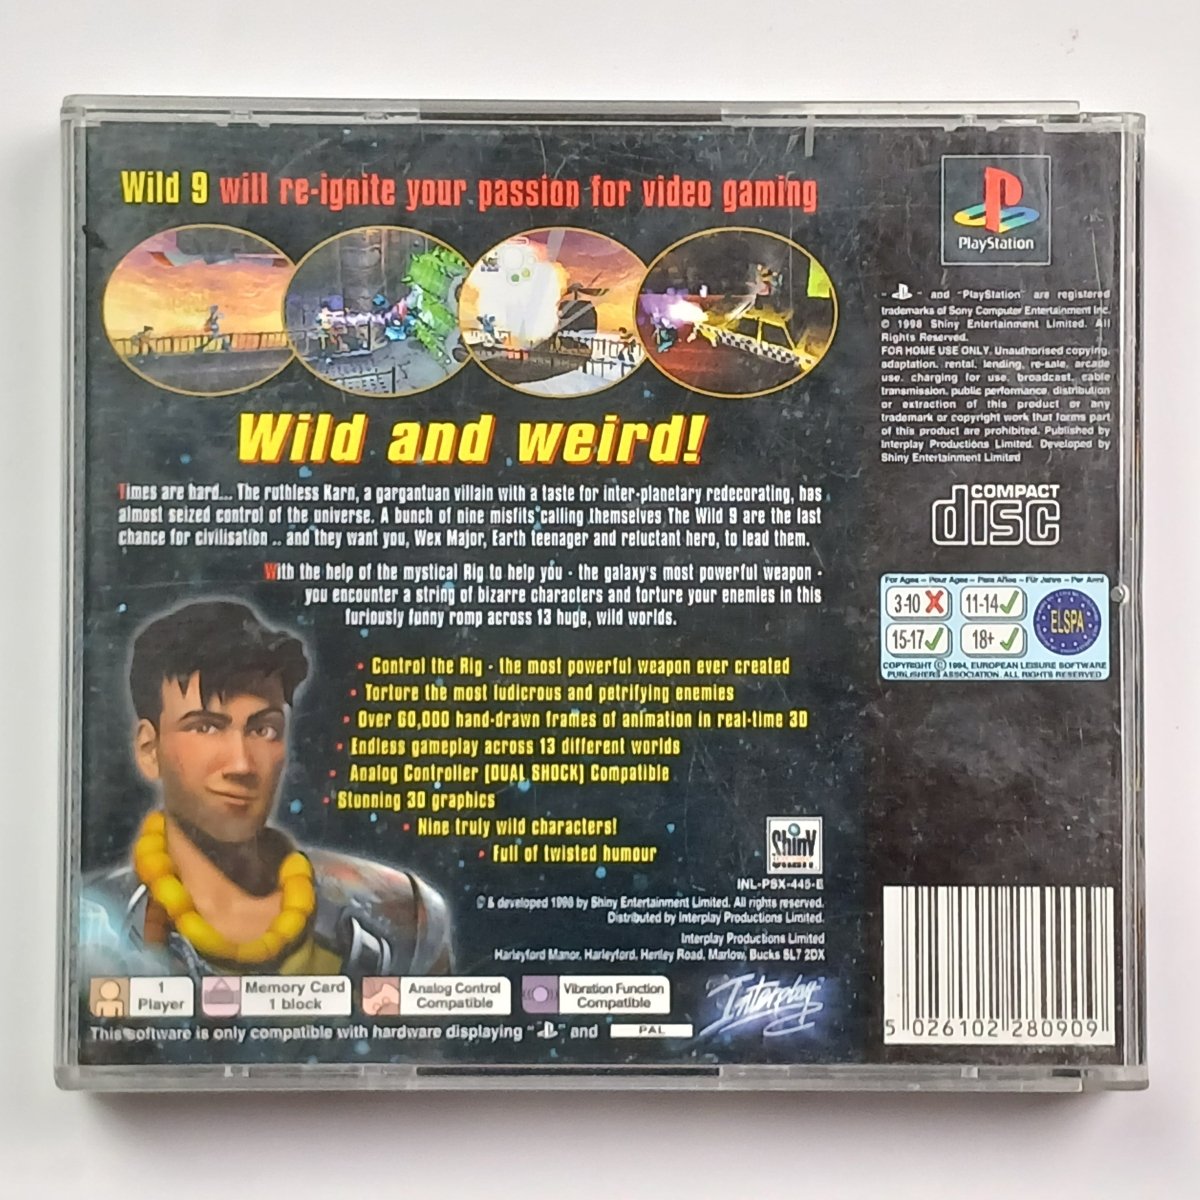 Wild 9 will re-ignite your passion for video gaming
PlayStation
Wild and weird!
Times are hard... The ruthless Karn, a gargantuan villain with a taste for inter-planetary redecorating, has
almost seized control of the universe. A bunch of nine misfits calling themselves The Wild 9 are the last
chance for civilisation .. and they want you, Wex Major, Earth teenager and reluctant hero, to lead them.
With the help of the mystical Rig to help you - the galaxy's most powerful weapon -
you encounter a string of bizarre characters and torture your enemies in this
furiously funny romp across 13 huge, wild worlds.
• Control the Rig - the most powerful weapon ever created
• Torture the most ludicrous and petrifying enemies
• Over 60,000 hand-drawn frames of animation in real-time 3D
• Endless gameplay across 13 different worlds
• Analog Controller (DUAL SHOCK) Compatible
• Stunning 3D graphics
• Nine truly wild characters!
• Full of twisted humour
Shiny
INL-PSX-445-E
© & developed 1998 by Shiny Entertainment Limited. All rights reserved.
Distributed by Interplay Productions Limited.
Interplay Productions Limited
Harleyford Manor, Harleyford, Henley Road, Marlow, Bucks SL7 2DX
1
Player
Memory Card
1 block
Analog Control
Compatible
Vibration Function
Compatible
Interplay
This software is only compatible with hardware displaying " " and PAL
" " and "PlayStation" are registered
trademarks of Sony Computer Entertainment Inc.
© 1998 Shiny Entertainment Limited. All
Rights Reserved.
FOR HOME USE ONLY. Unauthorised copying,
adaptation, rental, lending, re-sale, arcade
use, charging for use, broadcast, cable
transmission, public performance, distribution
or extraction of this product or any
trademark or copyright work that forms part
of this product are prohibited. Published by
Interplay Productions Limited. Developed by
Shiny Entertainment Limited
COMPACT
disc
For Ages – Pour Ages – Para Años – Für Jahre – Per Anni
3-10 11-14
15-17 18+
ELSPA
COPYRIGHT © 1994, EUROPEAN LEISURE SOFTWARE
PUBLISHERS ASSOCIATION. ALL RIGHTS RESERVED
5 026102 280909